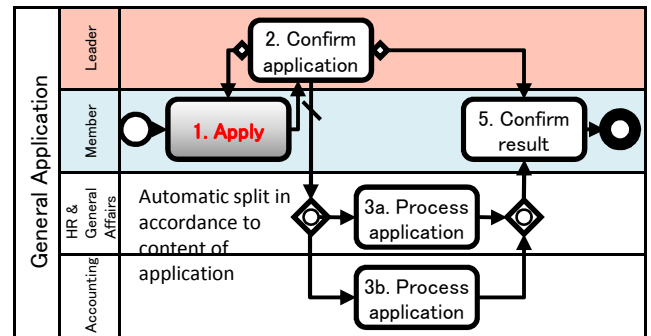 General Application
Leader
2. Confirm
application
Member
1. Apply
5. Confirm
result
HR &
General
Affairs
Automatic split in
accordance to
content of
application
3a. Process
application
Accounting
3b. Process
application